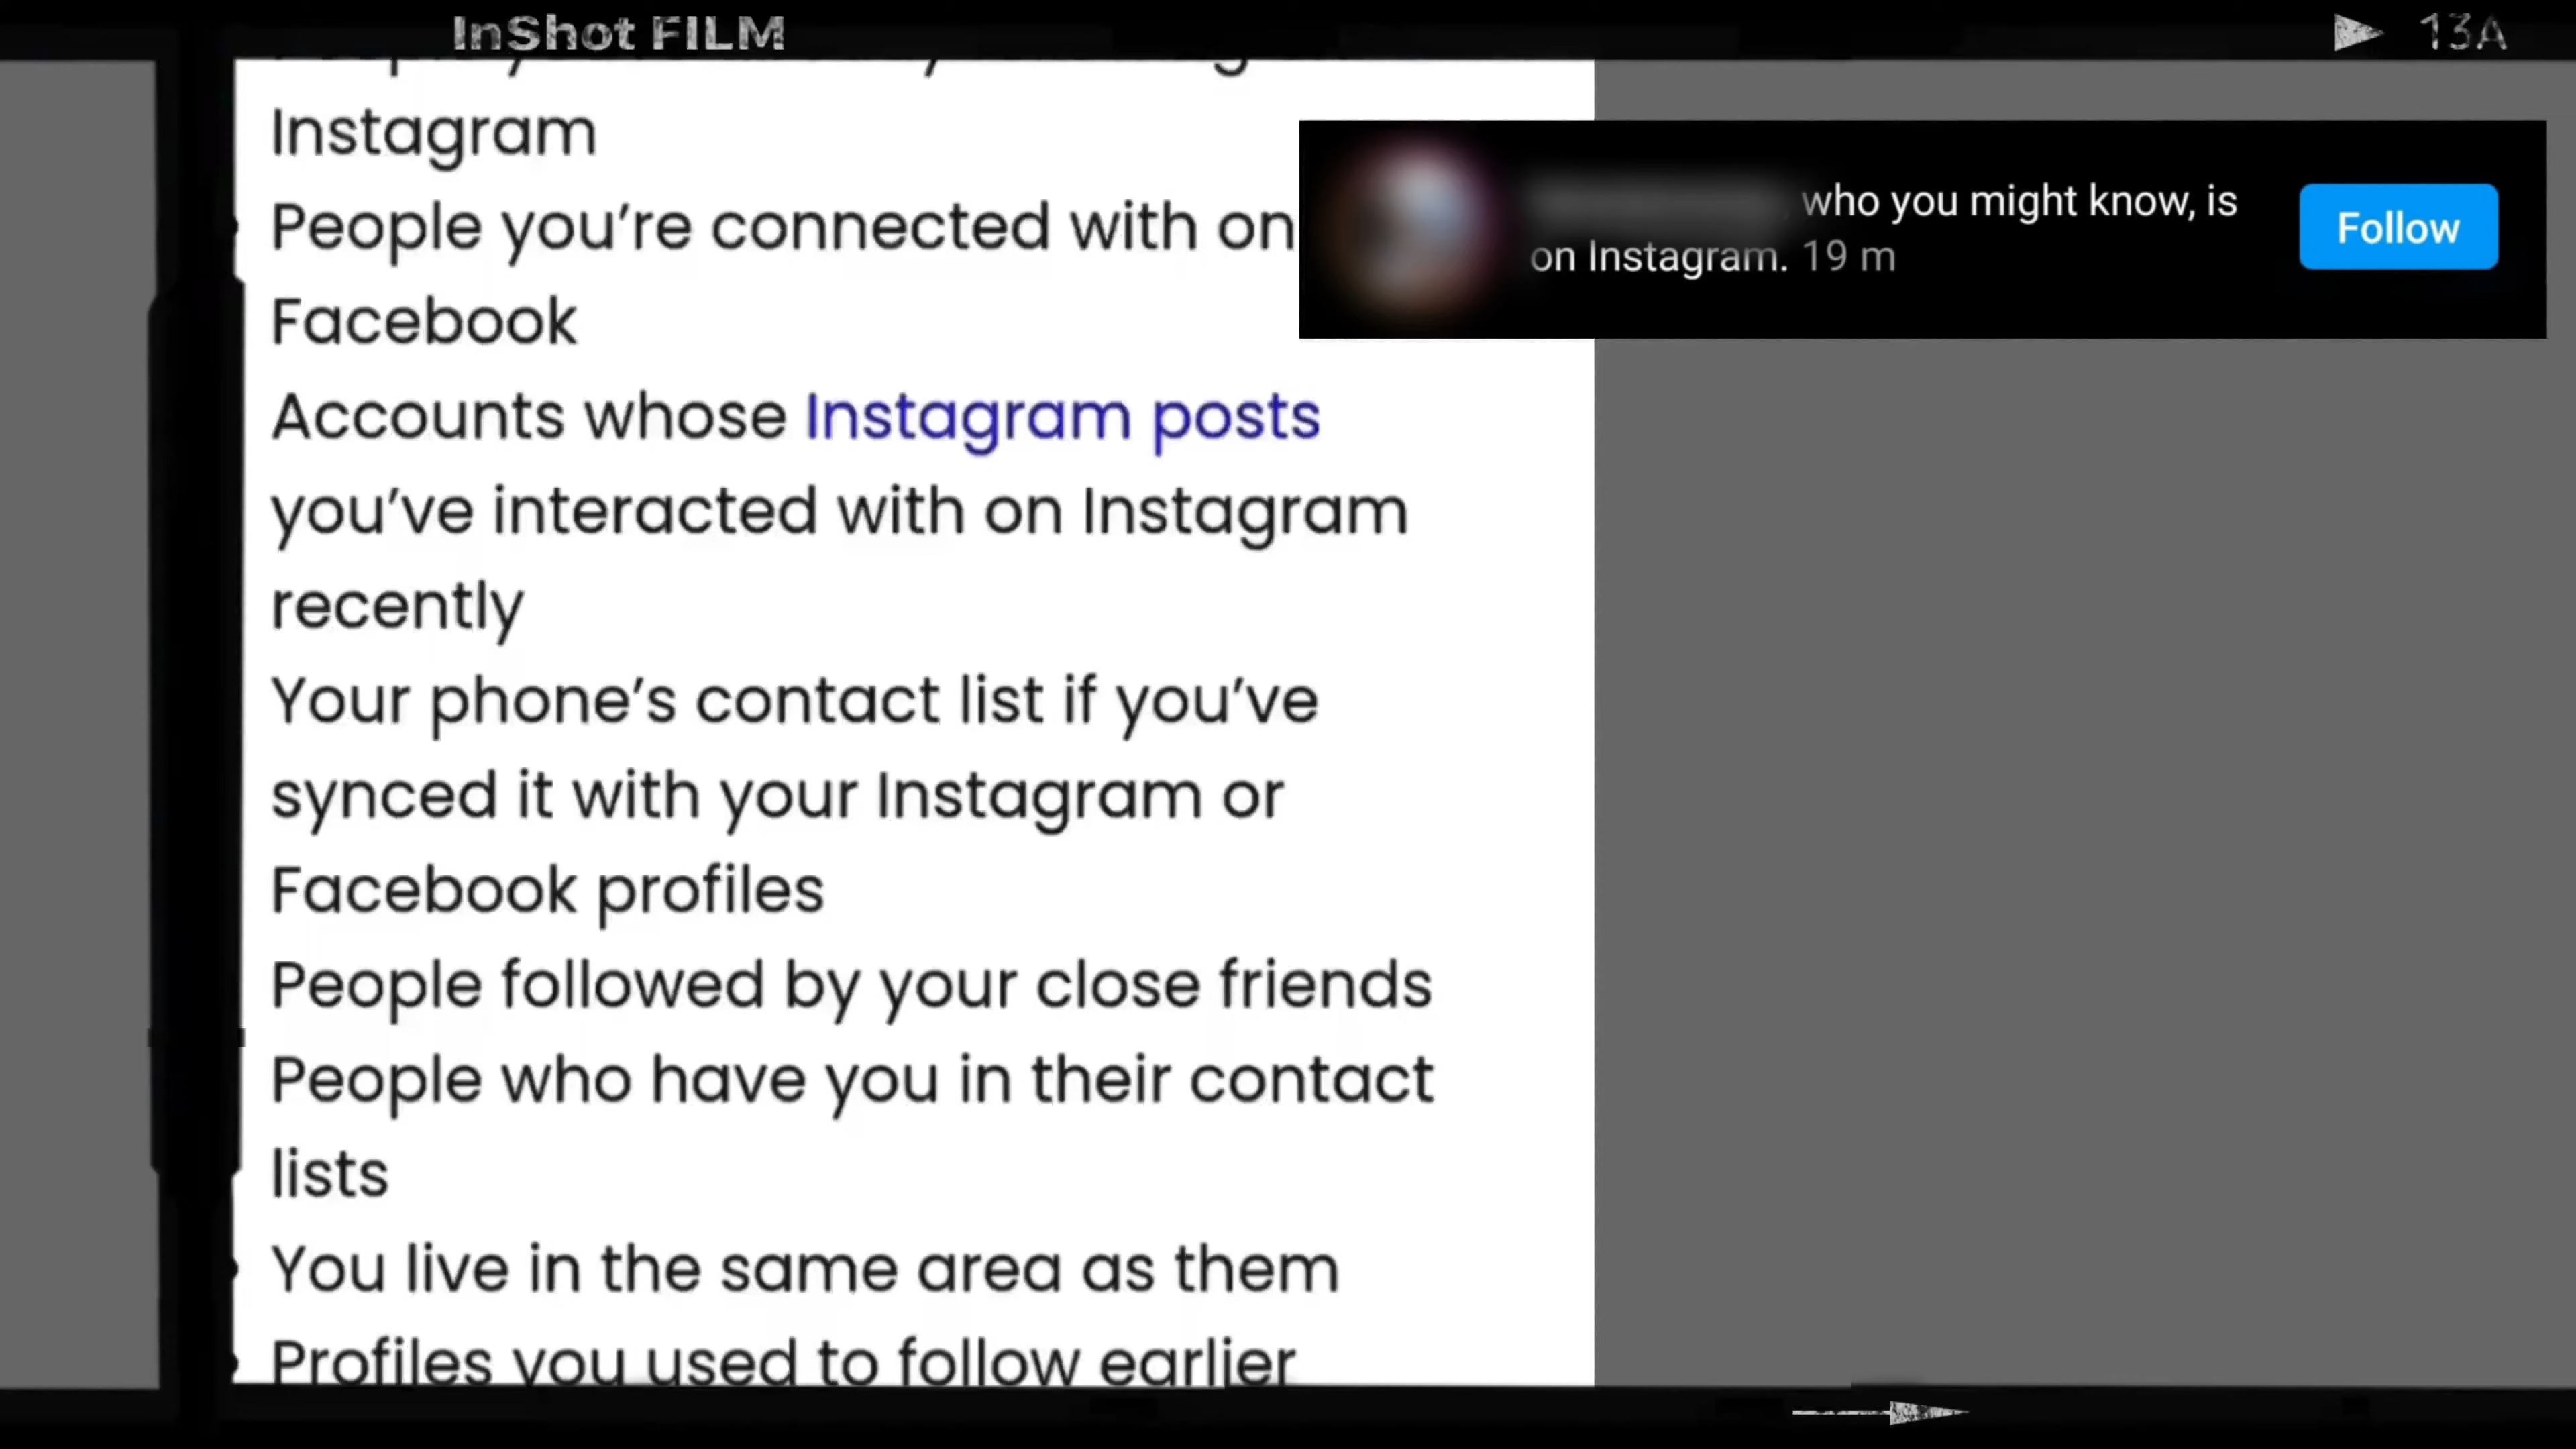 InShot FILM
13A
Instagram
People you're connected with on
Facebook
Accounts whose Instagram posts
you've interacted with on Instagram
recently
Your phone's contact list if you've
synced it with your Instagram or
Facebook profiles
People followed by your close friends
People who have you in their contact
lists
You live in the same area as them
Profiles you used to follow earlier
who you might know, is
on Instagram. 19 m
Follow